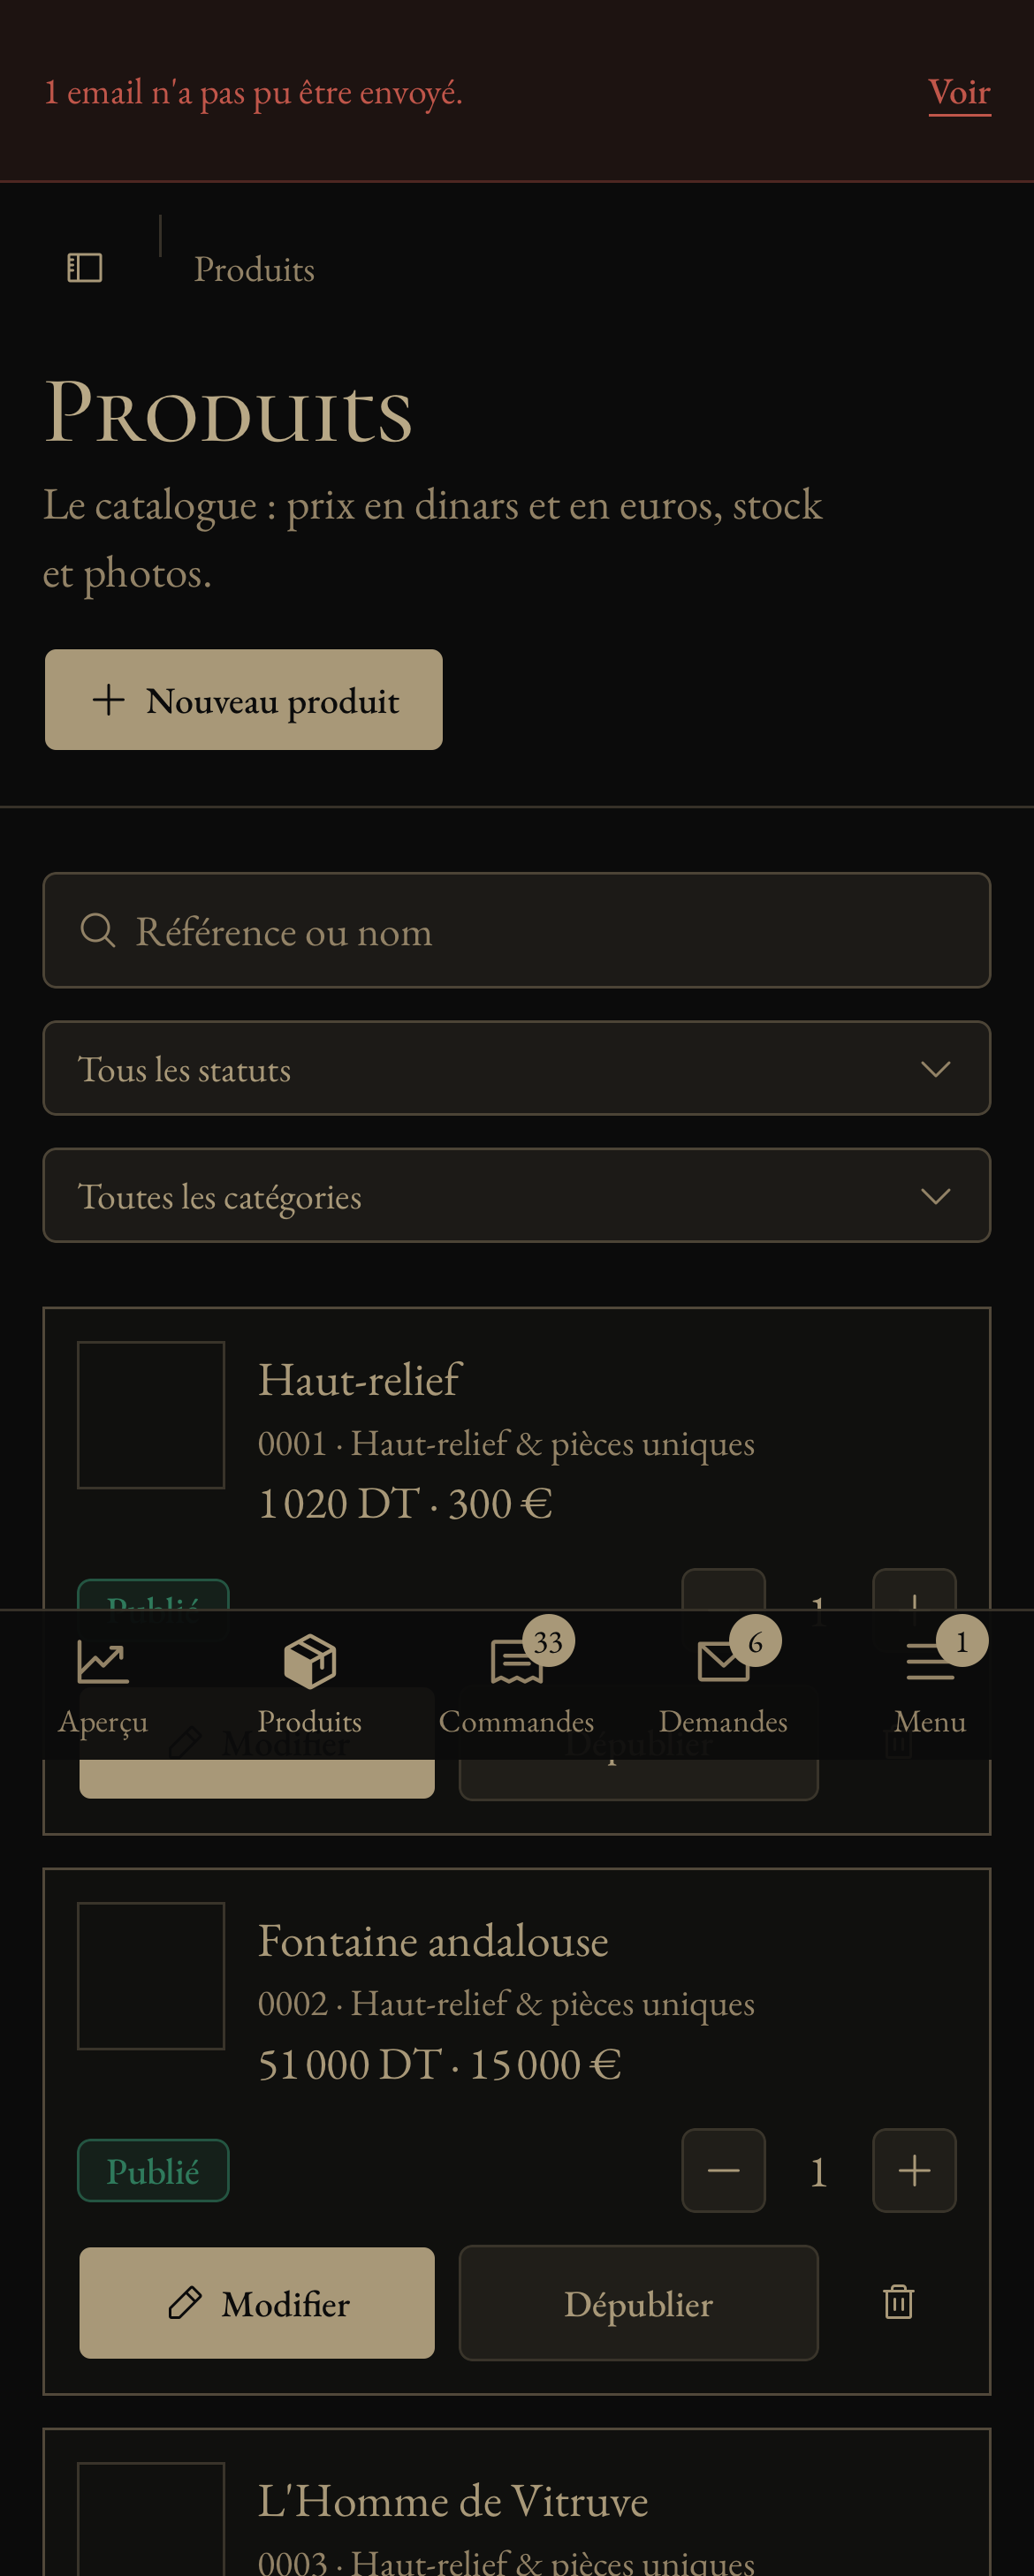 1 email n'a pas pu être envoyé.
Voir
Produits
Produits
Le catalogue : prix en dinars et en euros, stock
et photos.
Nouveau produit
Référence ou nom
Tous les statuts
Toutes les catégories
Haut-relief
0001 · Haut-relief & pièces uniques
1 020 DT · 300 €
Publié
1
33
6
1
Aperçu
Produits
Commandes
Demandes
Menu
Modifier
Dépublier
Fontaine andalouse
0002 · Haut-relief & pièces uniques
51 000 DT · 15 000 €
Publié
1
Modifier
Dépublier
L'Homme de Vitruve
0003 · Haut-relief & pièces uniques